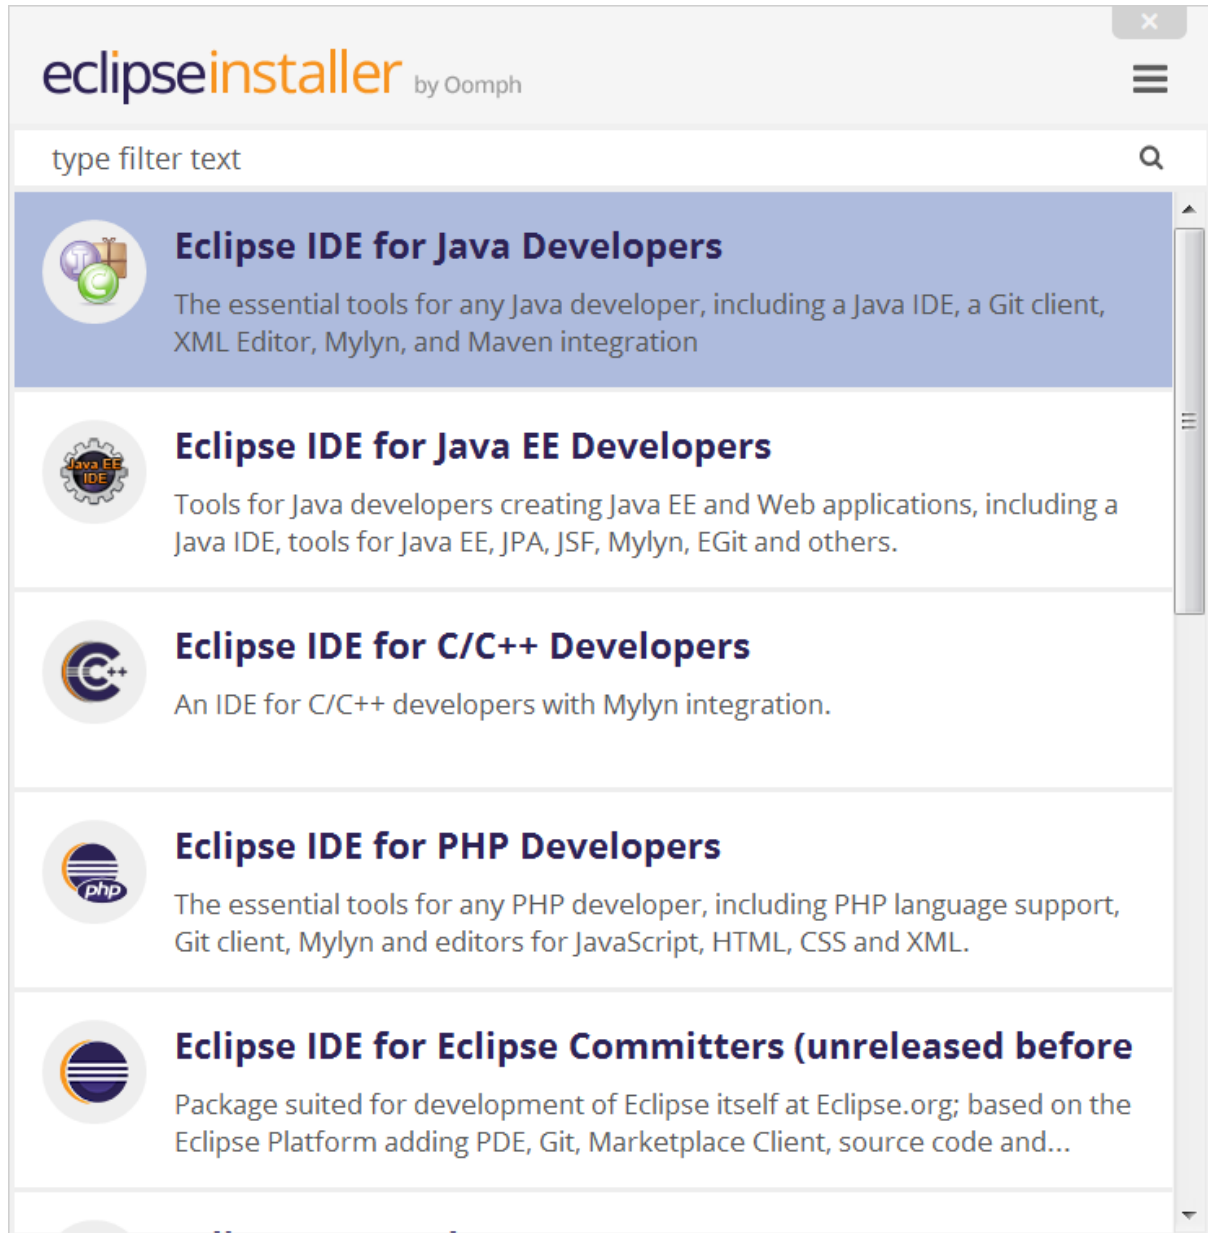 eclipseinstaller by Oomph
type filter text
Eclipse IDE for Java Developers
The essential tools for any Java developer, including a Java IDE, a Git client,
XML Editor, Mylyn, and Maven integration
Java EE
IDE
Eclipse IDE for Java EE Developers
Tools for Java developers creating Java EE and Web applications, including a
Java IDE, tools for Java EE, JPA, JSF, Mylyn, EGit and others.
C++
Eclipse IDE for C/C++ Developers
An IDE for C/C++ developers with Mylyn integration.
php
Eclipse IDE for PHP Developers
The essential tools for any PHP developer, including PHP language support,
Git client, Mylyn and editors for JavaScript, HTML, CSS and XML.
Eclipse IDE for Eclipse Committers (unreleased before
Package suited for development of Eclipse itself at Eclipse.org; based on the
Eclipse Platform adding PDE, Git, Marketplace Client, source code and...